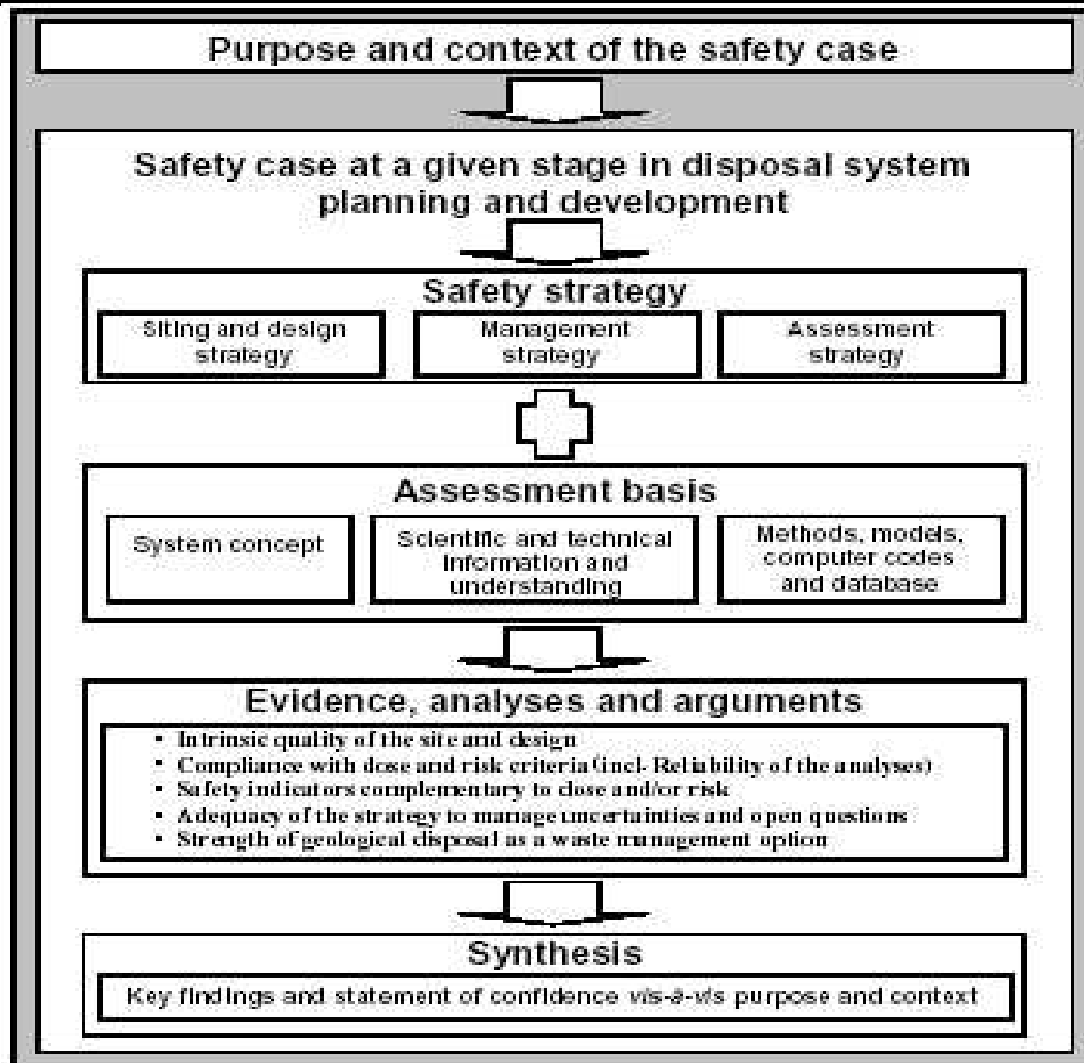 Purpose and context of the safety case
Safety case at a given stage in disposal system
planning and development
Safety strategy
Siting and design
strategy
Management
strategy
Assessment
strategy
Assessment basis
System concept
Scientific and technical
information and
understanding
Methods, models,
computer codes
and database
Evidence, analyses and arguments
• Intrinsic quality of the site and design
• Compliance with dose and risk criteria (incl- Reliability of the analyses)
• Safety indicators complementary to close and/or risk
• Adequacy of the strategy to manage uncertainties and open questions
• Strength of geological disposal as a waste management option
Synthesis
Key findings and statement of confidence vis-a-vis purpose and context